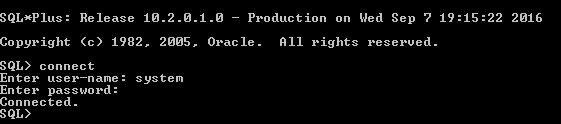 SQL*Plus: Release 10.2.0.1.0 - Production on Wed Sep 7 19:15:22 2016
Copyright (c) 1982, 2005, Oracle.  All rights reserved.
SQL> connect
Enter user-name: system
Enter password:
Connected.
SQL>